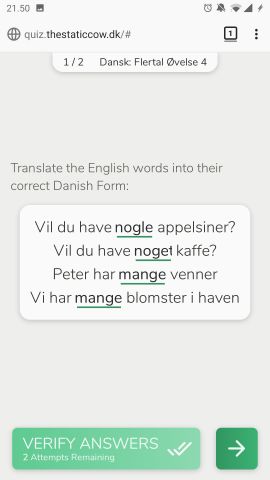 21.50
quiz.thestaticcow.dk/#
1
1 / 2 Dansk: Flertal Øvelse 4
Translate the English words into their
correct Danish Form:
Vil du have nogle appelsiner?
Vil du have noget kaffe?
Peter har mange venner
Vi har mange blomster i haven
VERIFY ANSWERS
2 Attempts Remaining